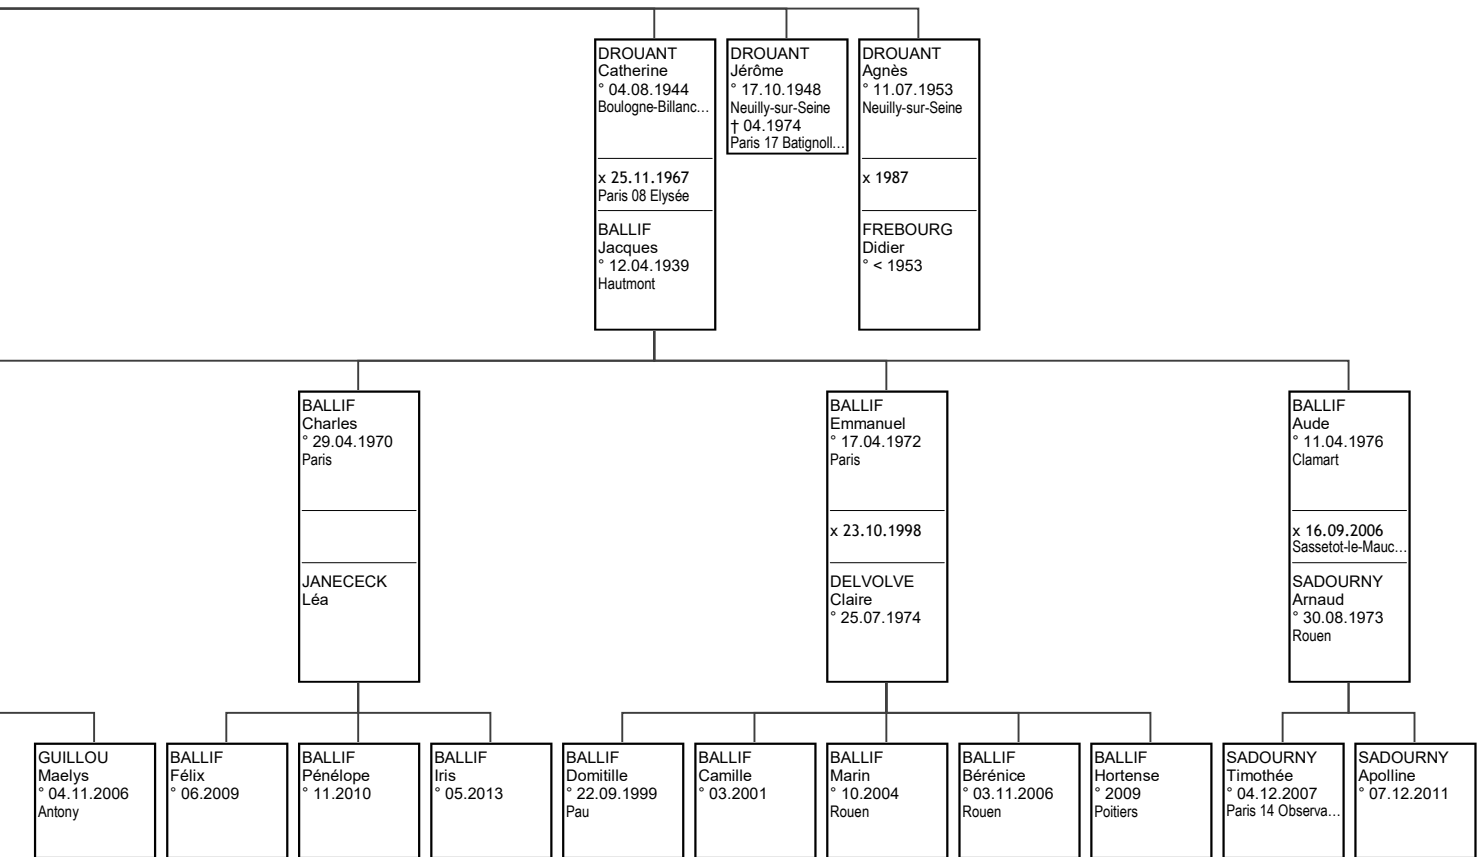 DROUANT
Catherine
° 04.08.1944
Boulogne-Billanc...
x 25.11.1967
Paris 08 Elysée
BALLIF
Jacques
° 12.04.1939
Hautmont
DROUANT
Jérôme
° 17.10.1948
Neuilly-sur-Seine
† 04.1974
Paris 17 Batignoll...
DROUANT
Agnès
° 11.07.1953
Neuilly-sur-Seine
x 1987
FREBOURG
Didier
° < 1953
BALLIF
Charles
° 29.04.1970
Paris
JANECECK
Léa
BALLIF
Emmanuel
° 17.04.1972
Paris
x 23.10.1998
DELVOLVE
Claire
° 25.07.1974
BALLIF
Aude
° 11.04.1976
Clamart
x 16.09.2006
Sassetot-le-Mauc...
SADOURNY
Arnaud
° 30.08.1973
Rouen
GUILLOU
Maelys
° 04.11.2006
Antony
BALLIF
Félix
° 06.2009
BALLIF
Pénélope
° 11.2010
BALLIF
Iris
° 05.2013
BALLIF
Domitille
° 22.09.1999
Pau
BALLIF
Camille
° 03.2001
BALLIF
Marin
° 10.2004
Rouen
BALLIF
Bérénice
° 03.11.2006
Rouen
BALLIF
Hortense
° 2009
Poitiers
SADOURNY
Timothée
° 04.12.2007
Paris 14 Observa...
SADOURNY
Apolline
° 07.12.2011